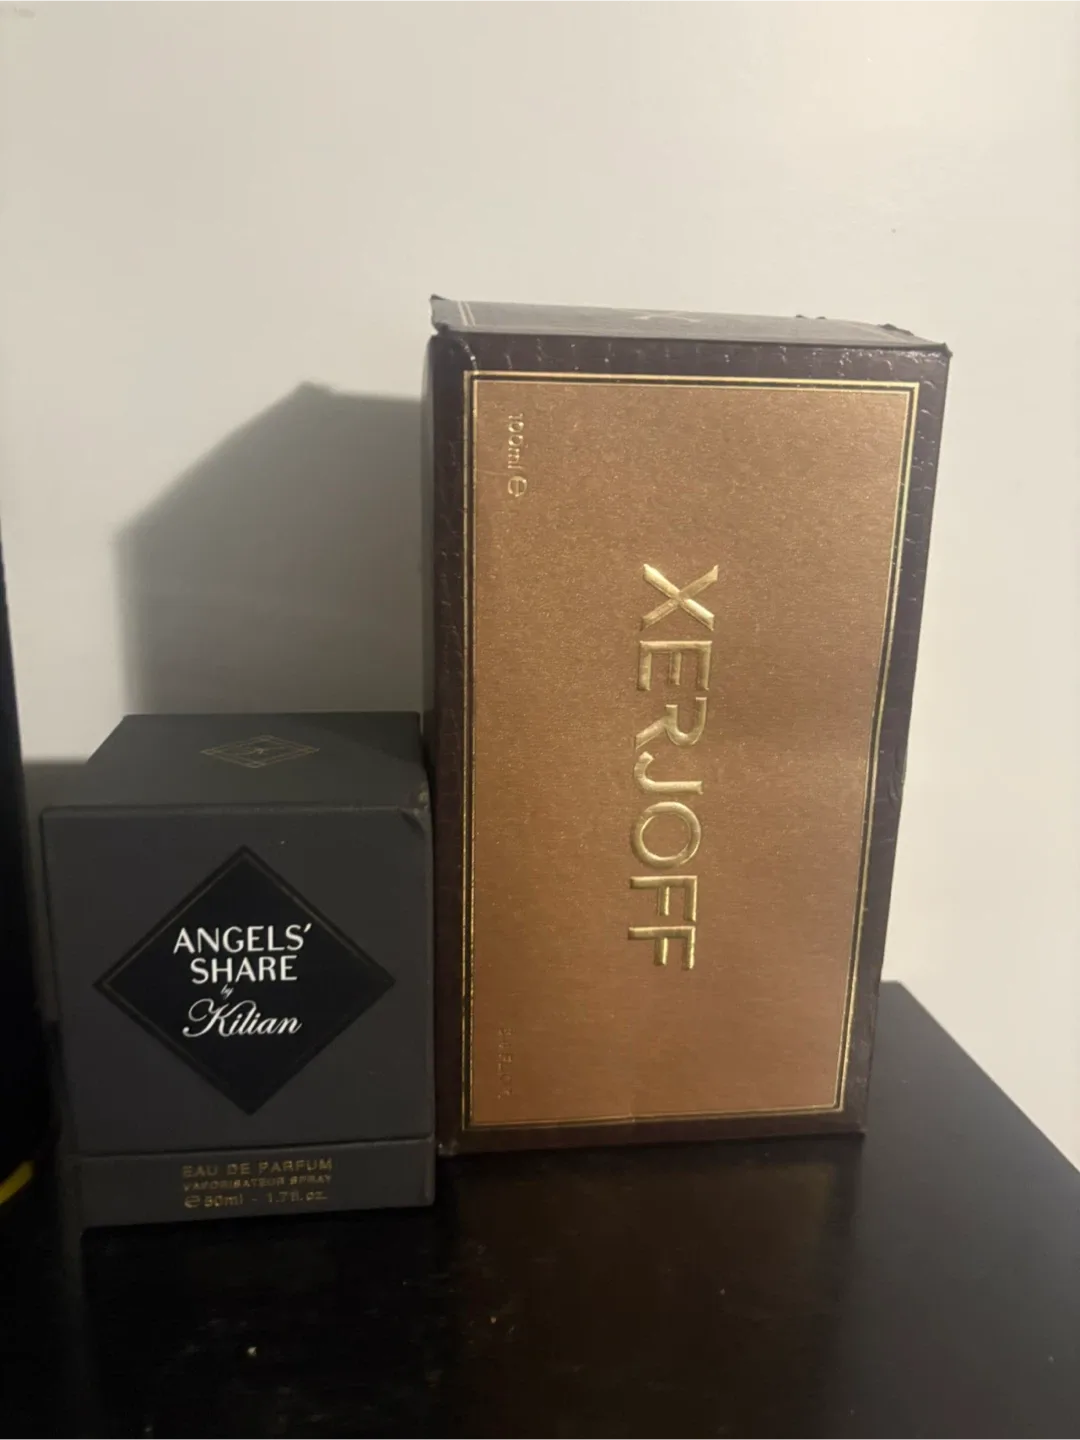 ANGELS'
SHARE
by
Kilian
EAU DE PARFUM
VAPORISATEUR SPRAY
℮ 50ml - 1.7fl.oz.
100ml ℮
XERJOFF